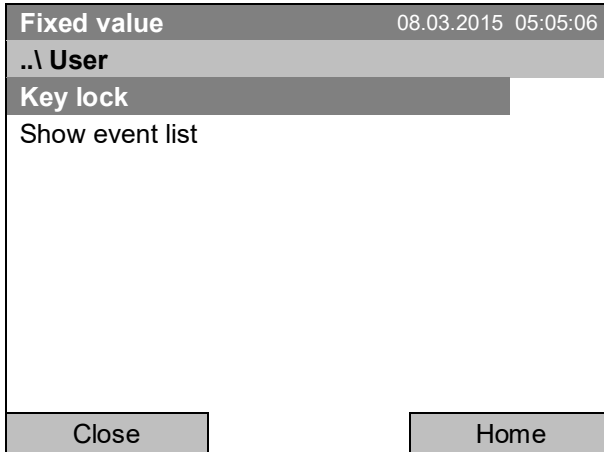 Fixed value 08.03.2015 05:05:06
..\ User
Key lock
Show event list
Close Home